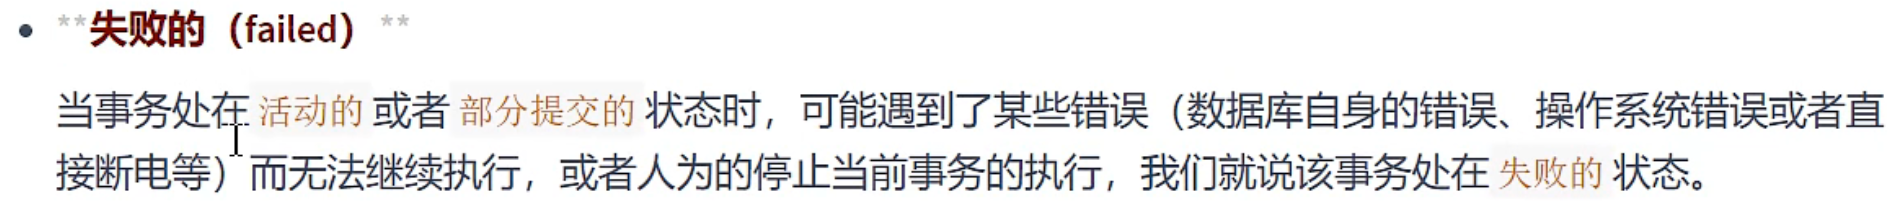 • **失败的（failed）**
当事务处在 活动的 或者 部分提交的 状态时，可能遇到了某些错误（数据库自身的错误、操作系统错误或者直
接断电等）而无法继续执行，或者人为的停止当前事务的执行，我们就说该事务处在 失败的 状态。